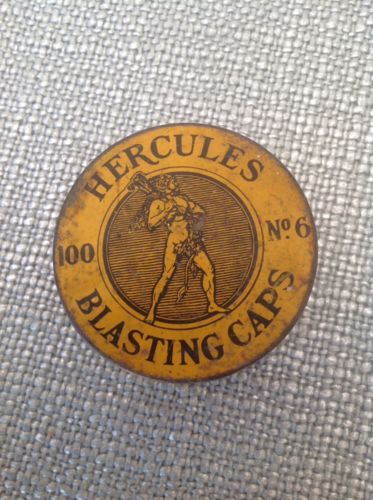 HERCULES
100
No 6
BLASTING CAPS